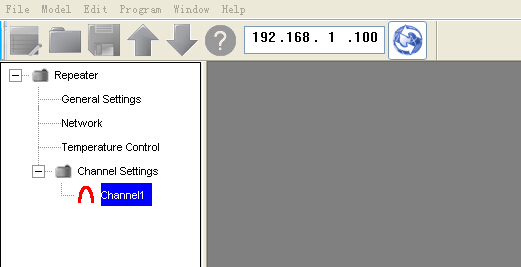 File Model Edit Program Window Help
192.168. 1 .100
Repeater
General Settings
Network
Temperature Control
Channel Settings
Channel1